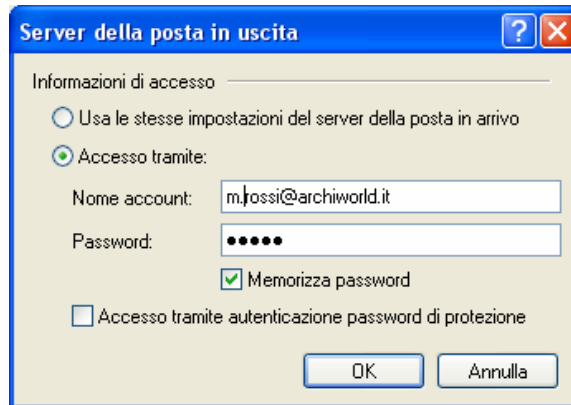 Server della posta in uscita
Informazioni di accesso
Usa le stesse impostazioni del server della posta in arrivo
Accesso tramite:
Nome account: m.rossi@archiworld.it
Password: •••••
Memorizza password
Accesso tramite autenticazione password di protezione
OK Annulla